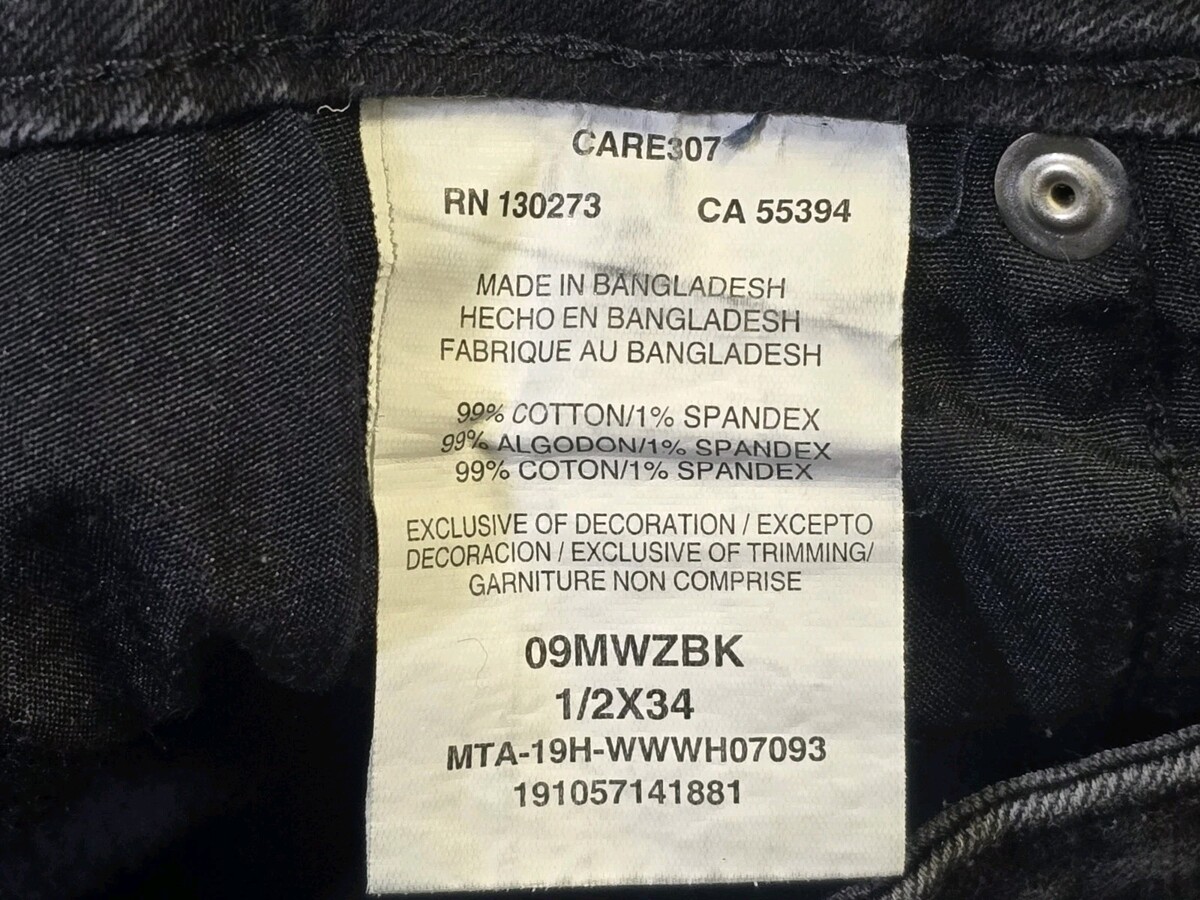 CARE307
RN 130273 CA 55394
MADE IN BANGLADESH
HECHO EN BANGLADESH
FABRIQUE AU BANGLADESH
99% COTTON/1% SPANDEX
99% ALGODON/1% SPANDEX
99% COTON/1% SPANDEX
EXCLUSIVE OF DECORATION / EXCEPTO
DECORACION / EXCLUSIVE OF TRIMMING/
GARNITURE NON COMPRISE
09MWZBK
1/2X34
MTA-19H-WWWH07093
191057141881